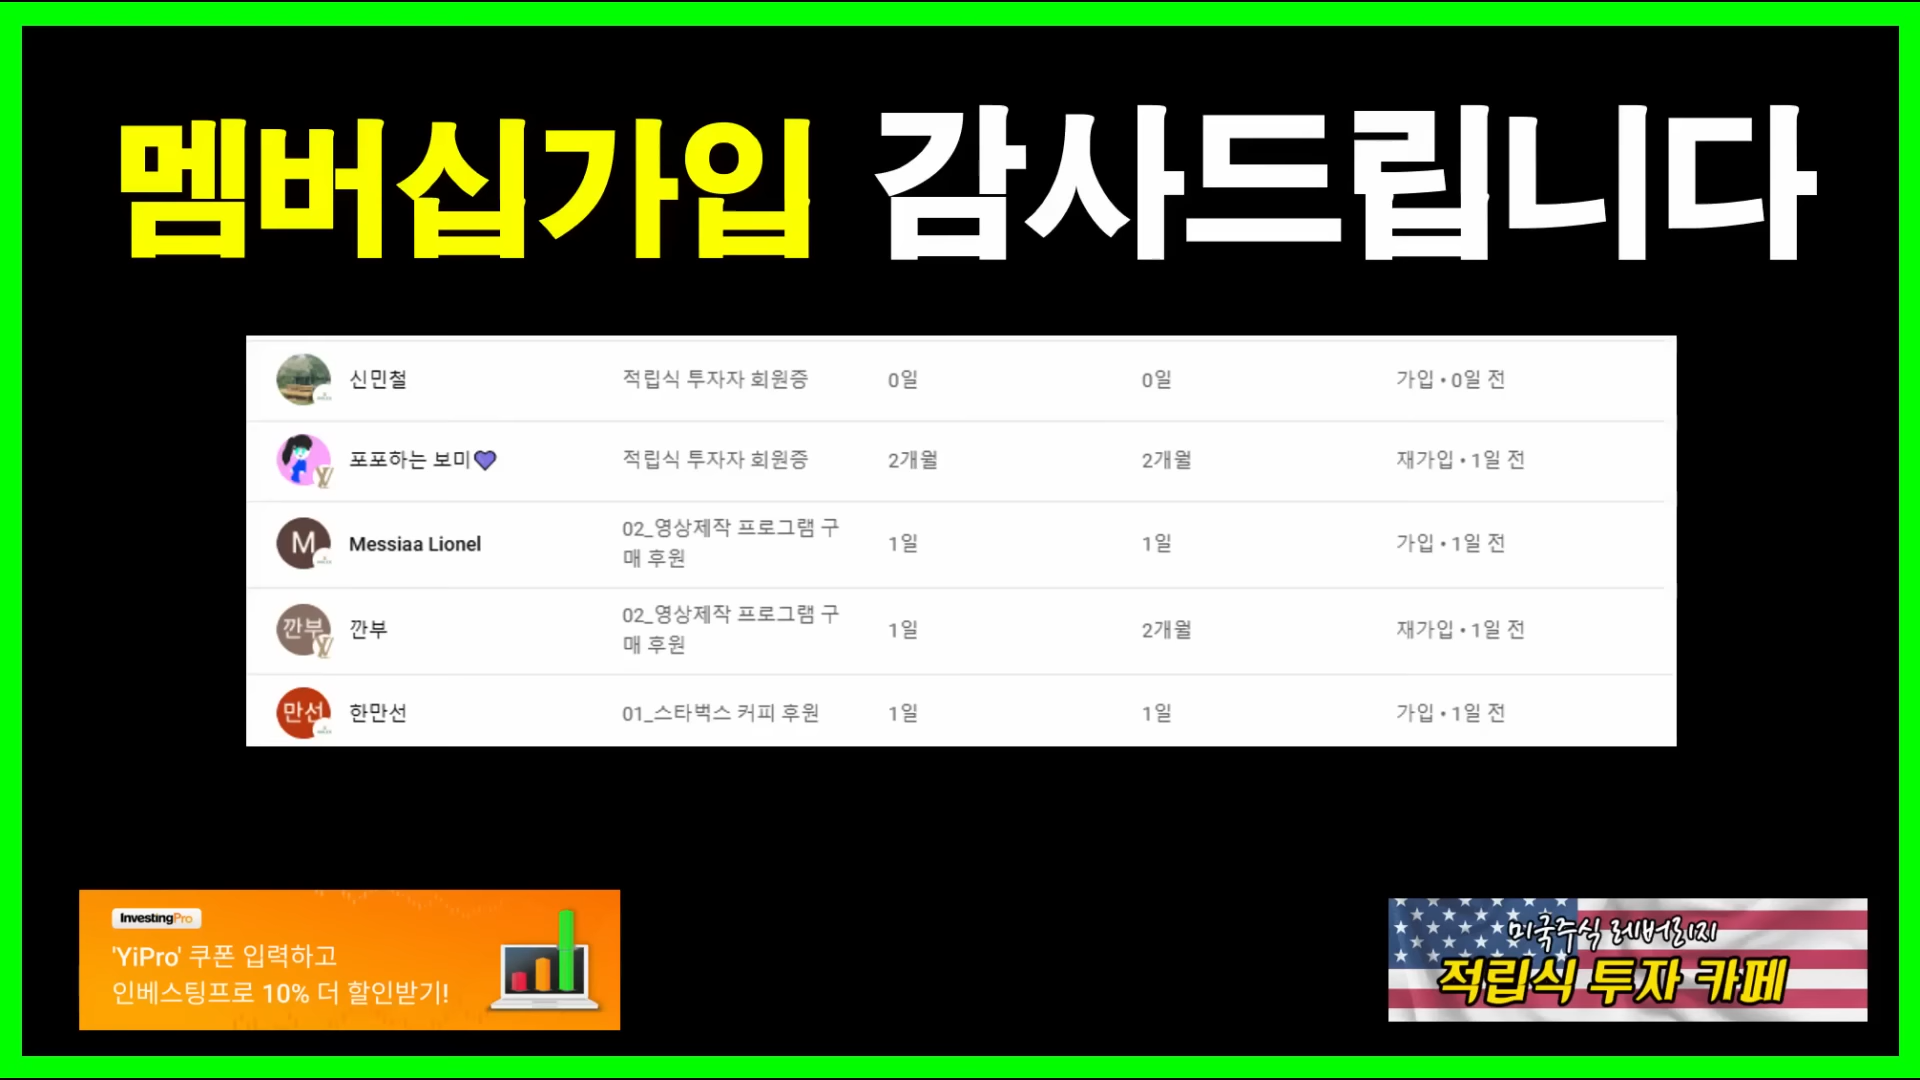 멤버십가입 감사드립니다
신민철 적립식 투자자 회원증 0일 0일 가입 • 0일 전
포포하는 보미💜 적립식 투자자 회원증 2개월 2개월 재가입 • 1일 전
M Messiaa Lionel 02_영상제작 프로그램 구 1일 1일 가입 • 1일 전
매 후원
깐부 깐부 02_영상제작 프로그램 구 1일 2개월 재가입 • 1일 전
매 후원
만선 한만선 01_스타벅스 커피 후원 1일 1일 가입 • 1일 전
InvestingPro
'YiPro' 쿠폰 입력하고
인베스팅프로 10% 더 할인받기!
미국주식 레버리지
적립식 투자 카페